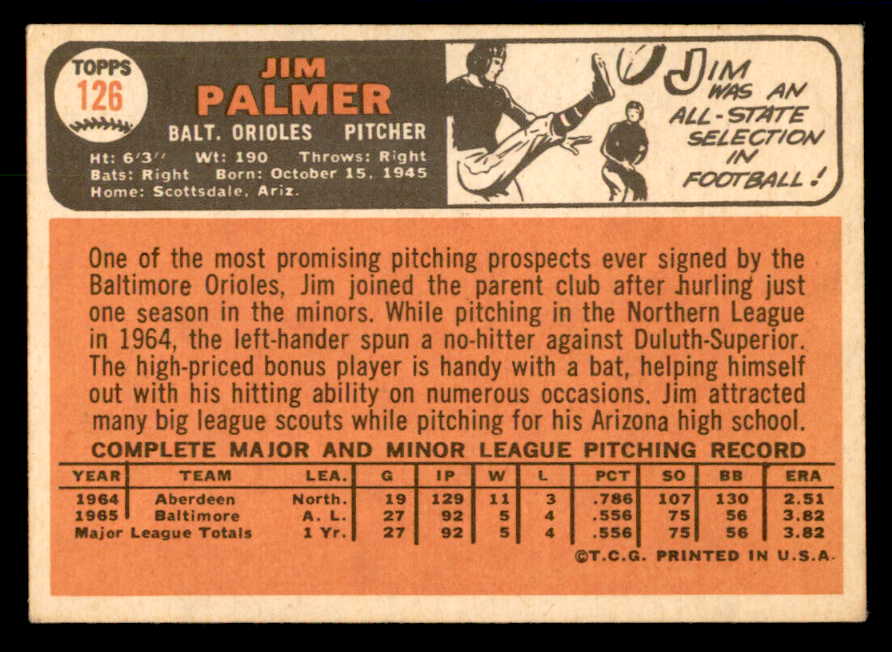 TOPPS
126
JIM
PALMER
BALT. ORIOLES PITCHER
Ht: 6'3" Wt: 190 Throws: Right
Bats: Right Born: October 15, 1945
Home: Scottsdale, Ariz.
JIM
WAS AN
ALL-STATE
SELECTION
IN
FOOTBALL!
One of the most promising pitching prospects ever signed by the
Baltimore Orioles, Jim joined the parent club after hurling just
one season in the minors. While pitching in the Northern League
in 1964, the left-hander spun a no-hitter against Duluth-Superior.
The high-priced bonus player is handy with a bat, helping himself
out with his hitting ability on numerous occasions. Jim attracted
many big league scouts while pitching for his Arizona high school.
COMPLETE MAJOR AND MINOR LEAGUE PITCHING RECORD
YEAR TEAM LEA. G IP W L PCT SO BB ERA
1964 Aberdeen North. 19 129 11 3 .786 107 130 2.51
1965 Baltimore A. L. 27 92 5 4 .556 75 56 3.82
Major League Totals 1 Yr. 27 92 5 4 .556 75 56 3.82
©T.C.G. PRINTED IN U.S.A.